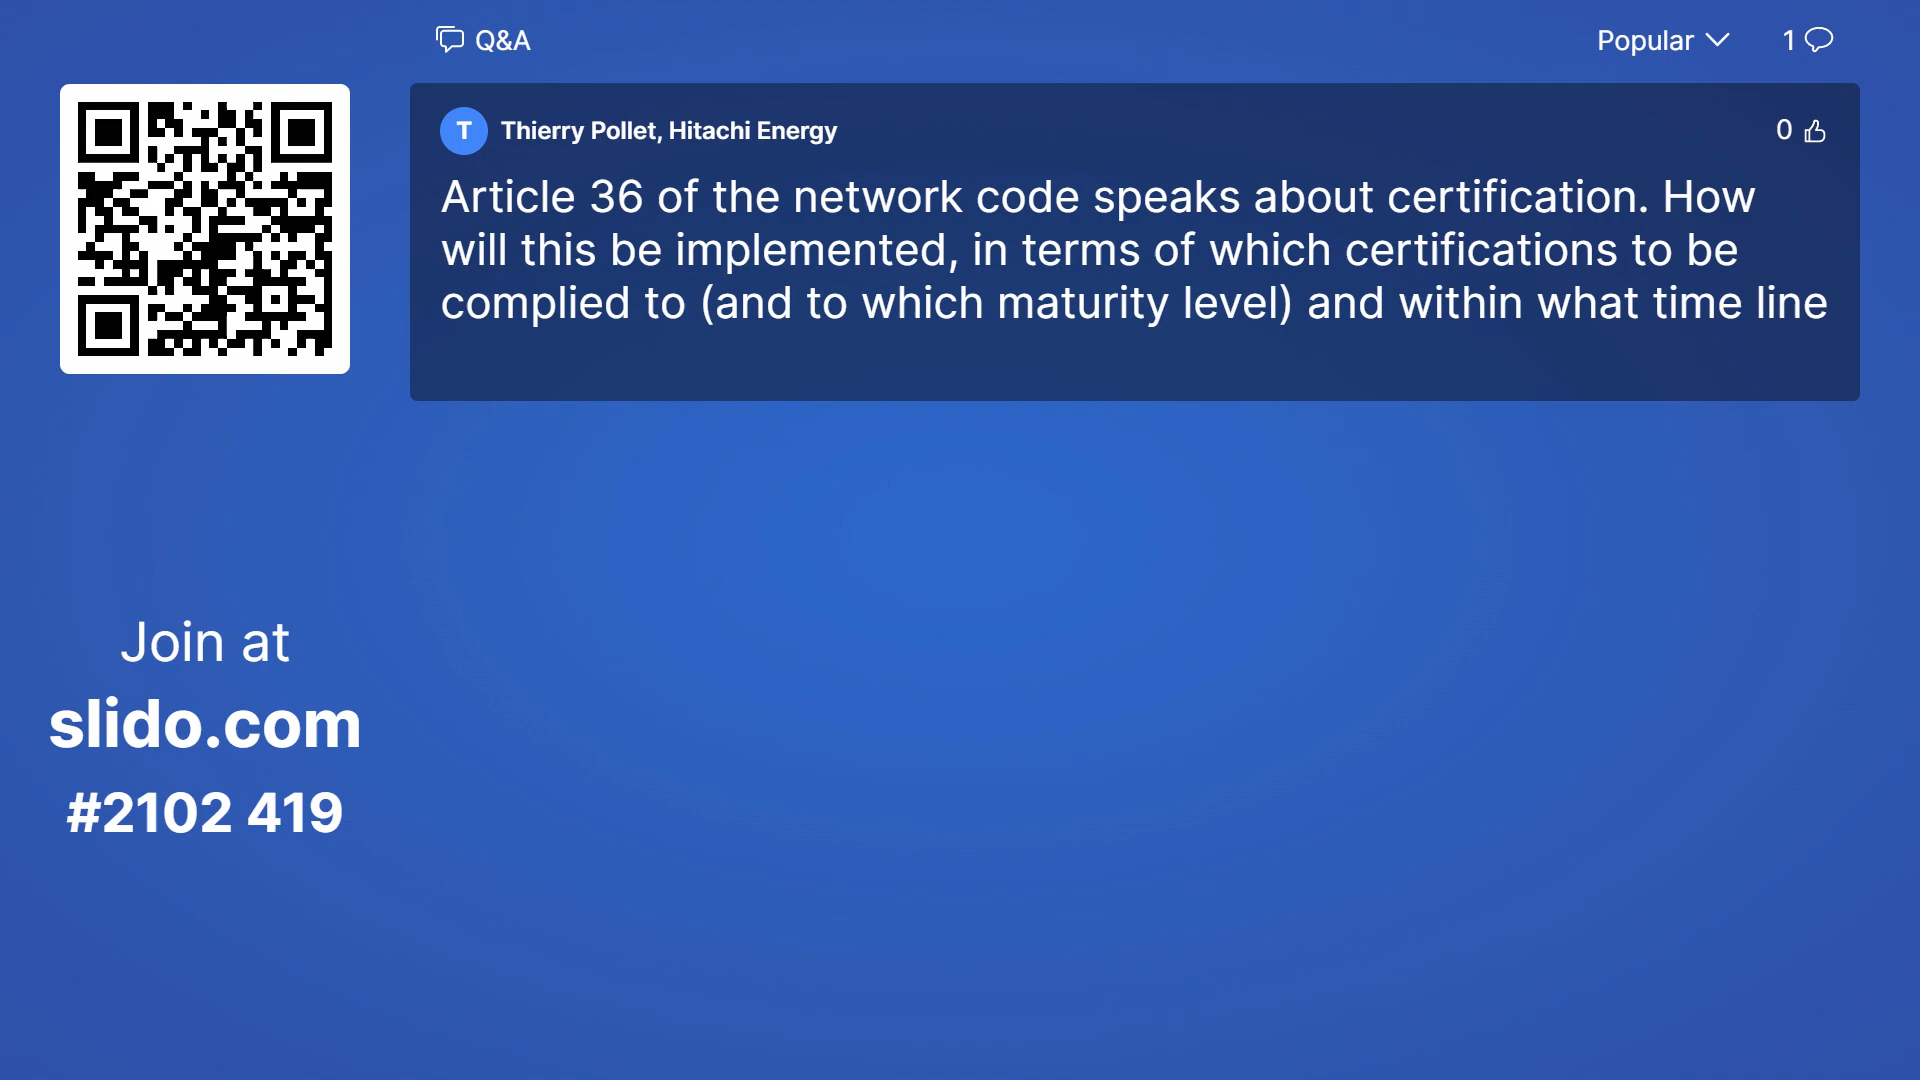 Q&A
Popular
1
T
Thierry Pollet, Hitachi Energy
0
Article 36 of the network code speaks about certification. How
will this be implemented, in terms of which certifications to be
complied to (and to which maturity level) and within what time line
Join at
slido.com
#2102 419